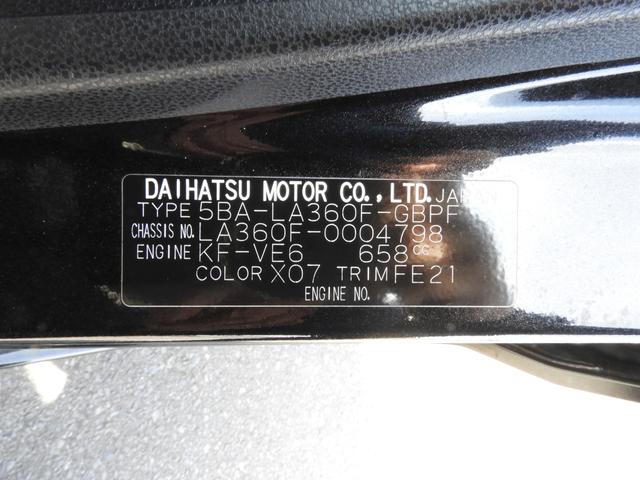 DAIHATSU MOTOR CO., LTD. JAPAN
TYPE 5BA-LA360F-GBPF
CHASSIS NO. LA360F-0004798
ENGINE KF-VE6 658cc
COLOR X07 TRIM FE21
ENGINE NO.